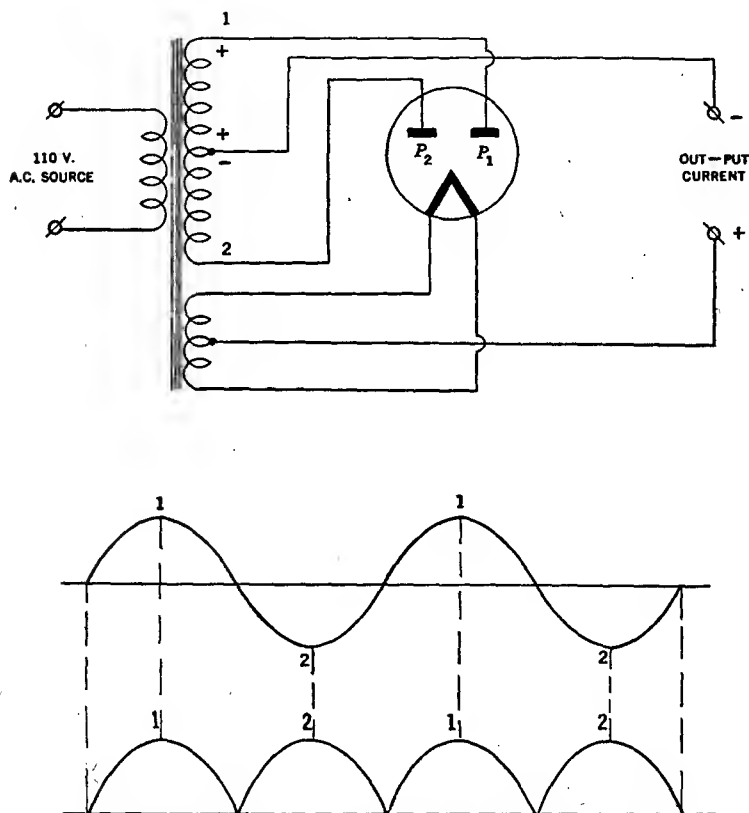 1
+
+
-
2
110 V.
A.C. SOURCE
P2
P1
-
OUT-PUT
CURRENT
+
1
1
2
2
1
2
1
2